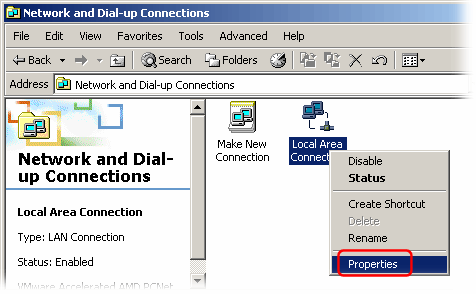 Network and Dial-up Connections
File Edit View Favorites Tools Advanced Help
Back Search Folders
Address Network and Dial-up Connections
Network and Dial-
up Connections
Local Area Connection
Type: LAN Connection
Status: Enabled
VMware Accelerated AMD PCNet
Make New
Connection
Local Area
Connec
Disable
Status
Create Shortcut
Delete
Rename
Properties